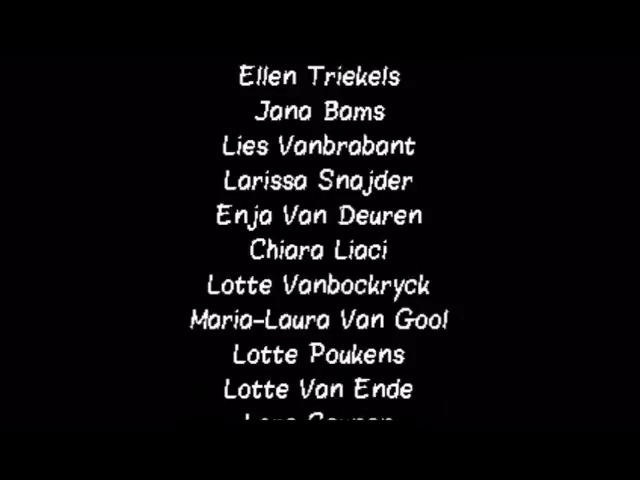 Ellen Triekels
Jana Bams
Lies Vanbrabant
Larissa Snajder
Enja Van Deuren
Chiara Liaci
Lotte Vanbockryck
Maria-Laura Van Gool
Lotte Poukens
Lotte Van Ende